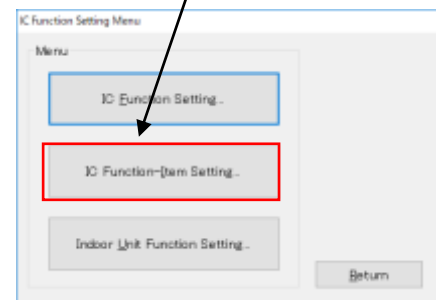 IC Function Setting Menu
Menu
IC Function Setting...
IC Function-Item Setting...
Indoor Unit Function Setting...
Return